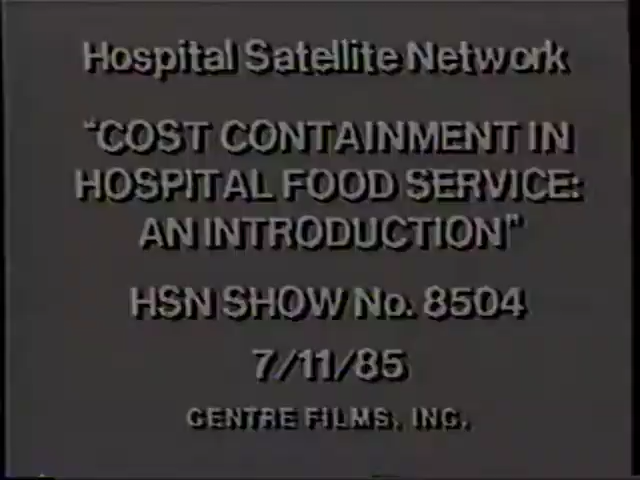 Hospital Satellite Network
"COST CONTAINMENT IN
HOSPITAL FOOD SERVICE:
AN INTRODUCTION"
HSN SHOW No. 8504
7/11/85
CENTRE FILMS, INC.